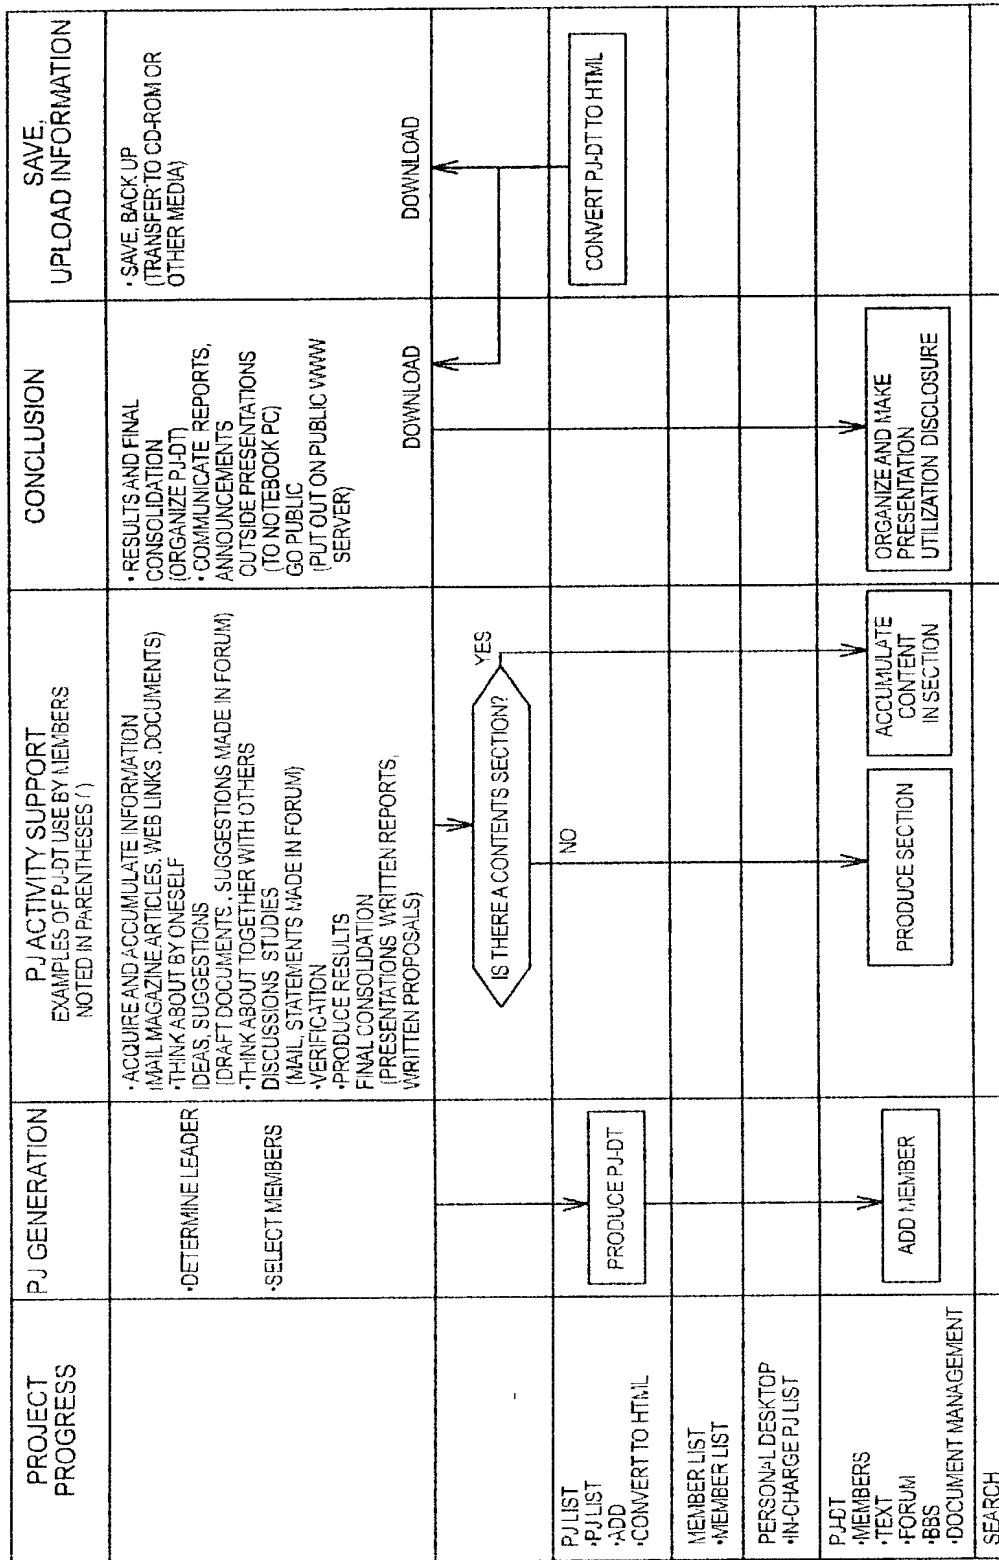 PROJECT
PROGRESS
PJ GENERATION
PJ ACTIVITY SUPPORT
EXAMPLES OF PJ-DT USE BY MEMBERS
NOTED IN PARENTHESES ( )
CONCLUSION
SAVE,
UPLOAD INFORMATION
•DETERMINE LEADER
•SELECT MEMBERS
•ACQUIRE AND ACCUMULATE INFORMATION
(MAIL MAGAZINE ARTICLES, WEB LINKS ,DOCUMENTS)
•THINK ABOUT BY ONESELF
IDEAS, SUGGESTIONS
(DRAFT DOCUMENTS , SUGGESTIONS MADE IN FORUM)
•THINK ABOUT TOGETHER WITH OTHERS
DISCUSSIONS STUDIES
(MAIL, STATEMENTS MADE IN FORUM)
•VERIFICATION
•PRODUCE RESULTS
FINAL CONSOLIDATION
(PRESENTATIONS, WRITTEN REPORTS,
WRITTEN PROPOSALS)
• RESULTS AND FINAL
CONSOLIDATION
(ORGANIZE PJ-DT)
• COMMUNICATE REPORTS,
ANNOUNCEMENTS
OUTSIDE PRESENTATIONS
(TO NOTEBOOK PC)
GO PUBLIC
(PUT OUT ON PUBLIC WWW
SERVER)
DOWNLOAD
• SAVE, BACK UP
(TRANSFER TO CD-ROM OR
OTHER MEDIA)
DOWNLOAD
IS THERE A CONTENTS SECTION?
YES
NO
PJ LIST
•PJ LIST
•ADD
•CONVERT TO HTML
PRODUCE PJ-DT
CONVERT PJ-DT TO HTML
MEMBER LIST
•MEMBER LIST
PERSONAL DESKTOP
•IN-CHARGE PJ LIST
PJ-DT
•MEMBERS
•TEXT
•FORUM
•BBS
•DOCUMENT MANAGEMENT
ADD MEMBER
PRODUCE SECTION
ACCUMULATE
CONTENT
IN SECTION
ORGANIZE AND MAKE
PRESENTATION
UTILIZATION DISCLOSURE
SEARCH